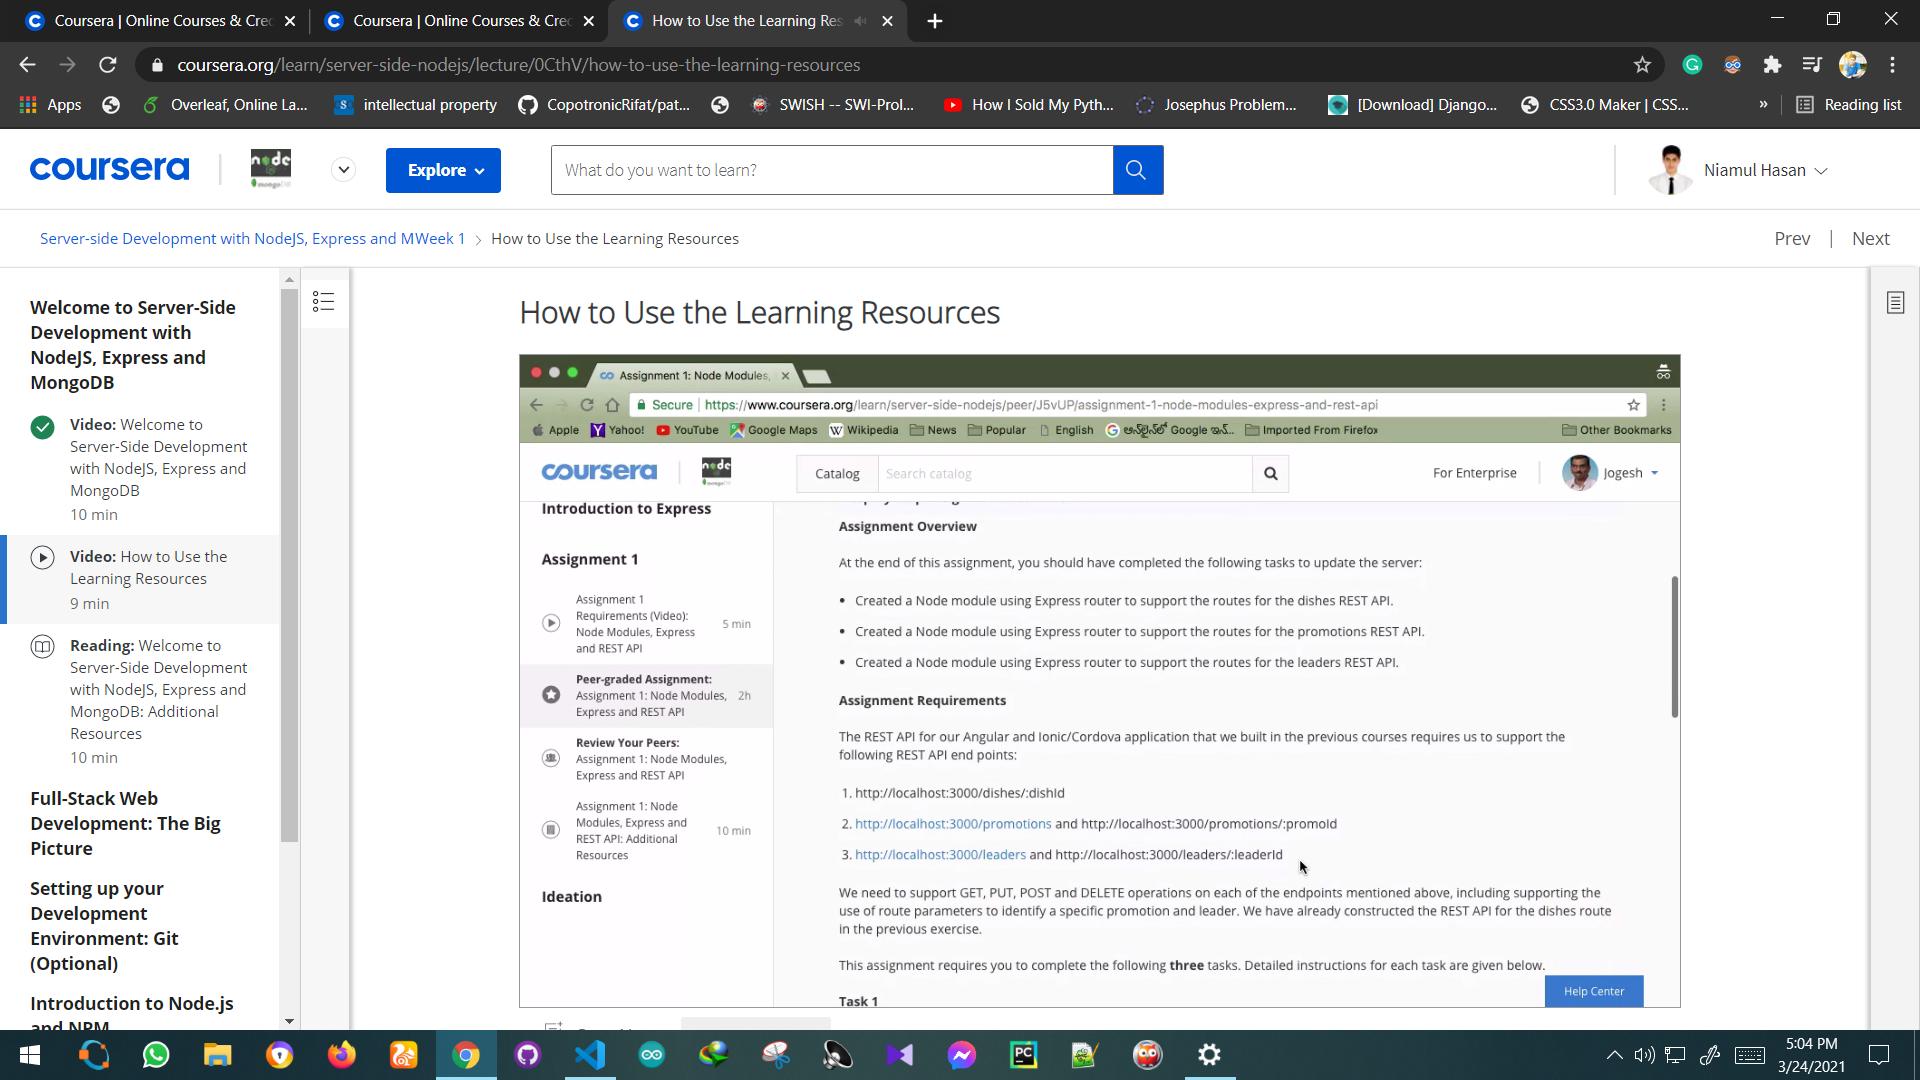 Coursera | Online Courses & Cre
Coursera | Online Courses & Cre
How to Use the Learning Res
coursera.org/learn/server-side-nodejs/lecture/0CthV/how-to-use-the-learning-resources
Apps
Overleaf, Online La...
intellectual property
CopotronicRifat/pat...
SWISH -- SWI-Prol...
How I Sold My Pyth...
Josephus Problem...
[Download] Django...
CSS3.0 Maker | CSS...
»
Reading list
coursera
node
mongoDB
Explore
What do you want to learn?
Niamul Hasan
Server-side Development with NodeJS, Express and MWeek 1
How to Use the Learning Resources
Prev | Next
Welcome to Server-Side
Development with
NodeJS, Express and
MongoDB
Video: Welcome to
Server-Side Development
with NodeJS, Express and
MongoDB
10 min
Video: How to Use the
Learning Resources
9 min
Reading: Welcome to
Server-Side Development
with NodeJS, Express and
MongoDB: Additional
Resources
10 min
Full-Stack Web
Development: The Big
Picture
Setting up your
Development
Environment: Git
(Optional)
Introduction to Node.js
and NPM
How to Use the Learning Resources
Assignment 1: Node Modules,
Secure | https://www.coursera.org/learn/server-side-nodejs/peer/J5vUP/assignment-1-node-modules-express-and-rest-api
Apple
Yahoo!
YouTube
Google Maps
Wikipedia
News
Popular
English
Imported From Firefox
Other Bookmarks
coursera
node
Catalog
Search catalog
For Enterprise
Jogesh
Introduction to Express
Assignment 1
Assignment 1
Requirements (Video):
Node Modules, Express
and REST API
5 min
Peer-graded Assignment:
Assignment 1: Node Modules,
Express and REST API
2h
Review Your Peers:
Assignment 1: Node Modules,
Express and REST API
Assignment 1: Node
Modules, Express and
REST API: Additional
Resources
10 min
Ideation
Assignment Overview
At the end of this assignment, you should have completed the following tasks to update the server:
• Created a Node module using Express router to support the routes for the dishes REST API.
• Created a Node module using Express router to support the routes for the promotions REST API.
• Created a Node module using Express router to support the routes for the leaders REST API.
Assignment Requirements
The REST API for our Angular and Ionic/Cordova application that we built in the previous courses requires us to support the
following REST API end points:
1. http://localhost:3000/dishes/:dishId
2. http://localhost:3000/promotions and http://localhost:3000/promotions/:promoId
3. http://localhost:3000/leaders and http://localhost:3000/leaders/:leaderId
We need to support GET, PUT, POST and DELETE operations on each of the endpoints mentioned above, including supporting the
use of route parameters to identify a specific promotion and leader. We have already constructed the REST API for the dishes route
in the previous exercise.
This assignment requires you to complete the following three tasks. Detailed instructions for each task are given below.
Task 1
Help Center
5:04 PM
3/24/2021